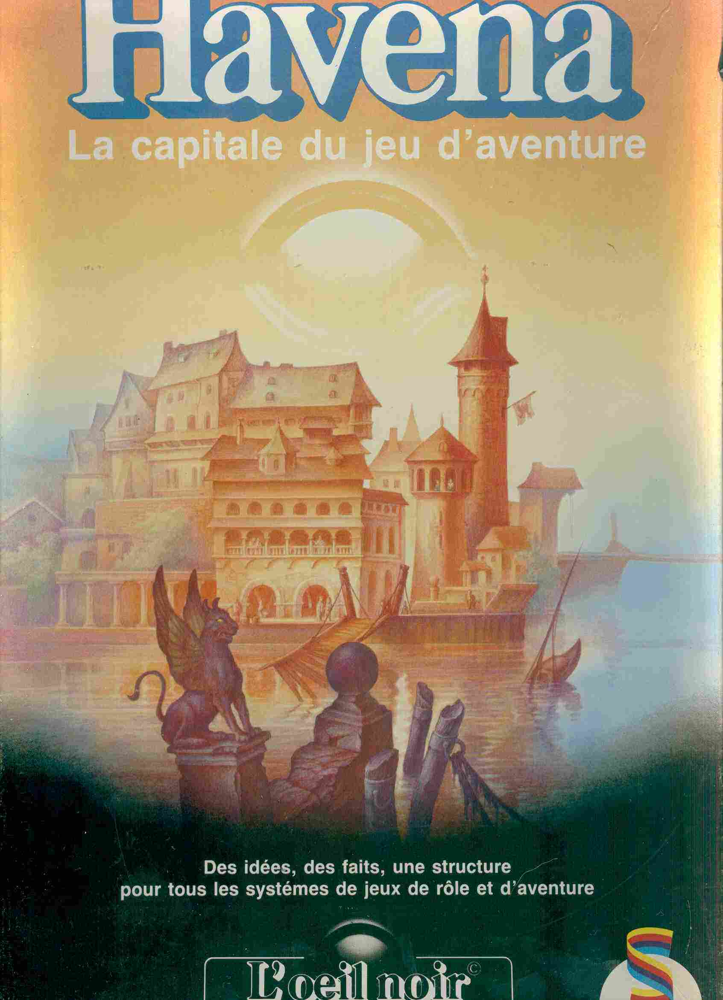 Havena
La capitale du jeu d'aventure
Des idées, des faits, une structure
pour tous les systémes de jeux de rôle et d'aventure
L'œil noir©